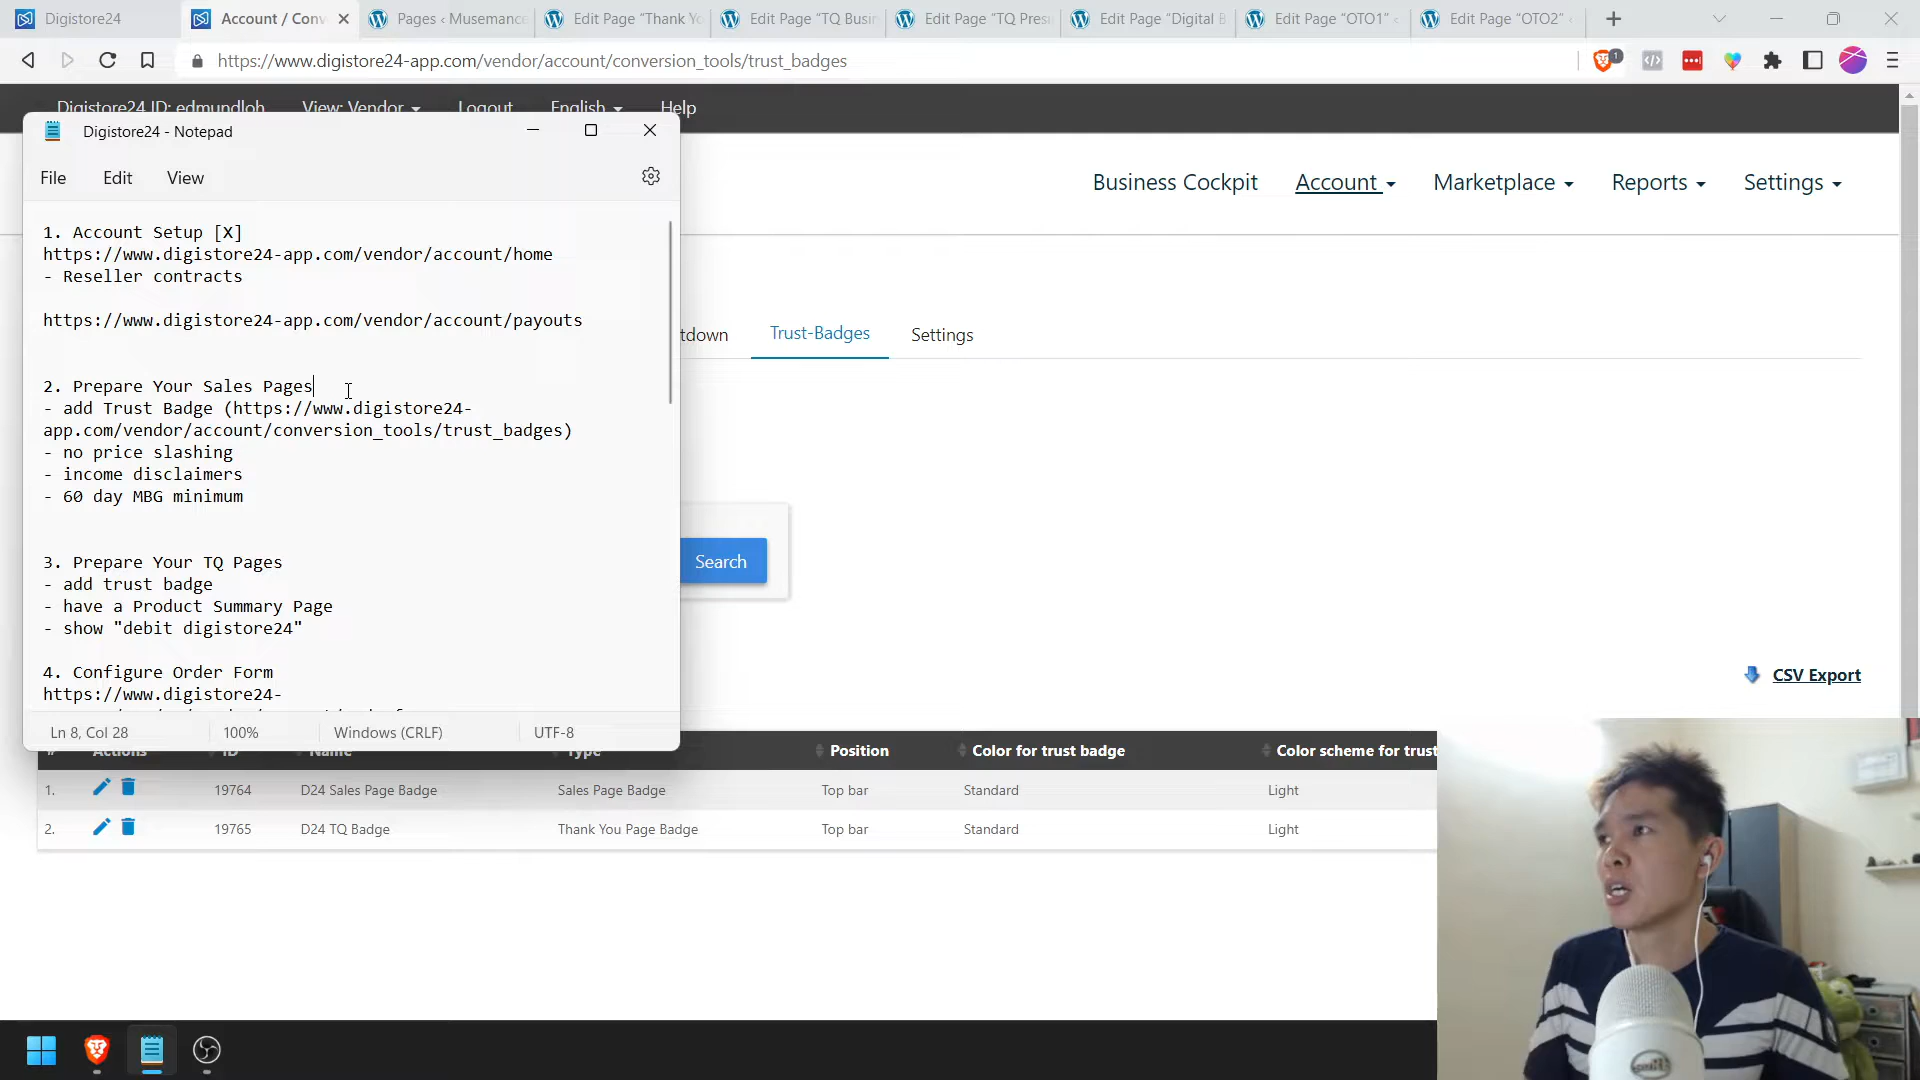 Digistore24
Account / Conv
Pages ‹ Musemance
Edit Page “Thank Yo
Edit Page “TQ Busin
Edit Page “TQ Presi
Edit Page “Digital B
Edit Page “OTO1” ‹
Edit Page “OTO2” ‹
https://www.digistore24-app.com/vendor/account/conversion_tools/trust_badges
1
Digistore24 ID: edmundloh
View: Vendor
Logout
English
Help
Digistore24 - Notepad
File
Edit
View
Business Cockpit
Account
Marketplace
Reports
Settings
1. Account Setup [X]
https://www.digistore24-app.com/vendor/account/home
- Reseller contracts
https://www.digistore24-app.com/vendor/account/payouts
tdown
Trust-Badges
Settings
2. Prepare Your Sales Pages
- add Trust Badge (https://www.digistore24-
app.com/vendor/account/conversion_tools/trust_badges)
- no price slashing
- income disclaimers
- 60 day MBG minimum
Search
3. Prepare Your TQ Pages
- add trust badge
- have a Product Summary Page
- show "debit digistore24"
4. Configure Order Form
https://www.digistore24-
CSV Export
Ln 8, Col 28
100%
Windows (CRLF)
UTF-8
# Actions ID Name Type Position Color for trust badge Color scheme for trust
1. 19764 D24 Sales Page Badge Sales Page Badge Top bar Standard Light
2. 19765 D24 TQ Badge Thank You Page Badge Top bar Standard Light